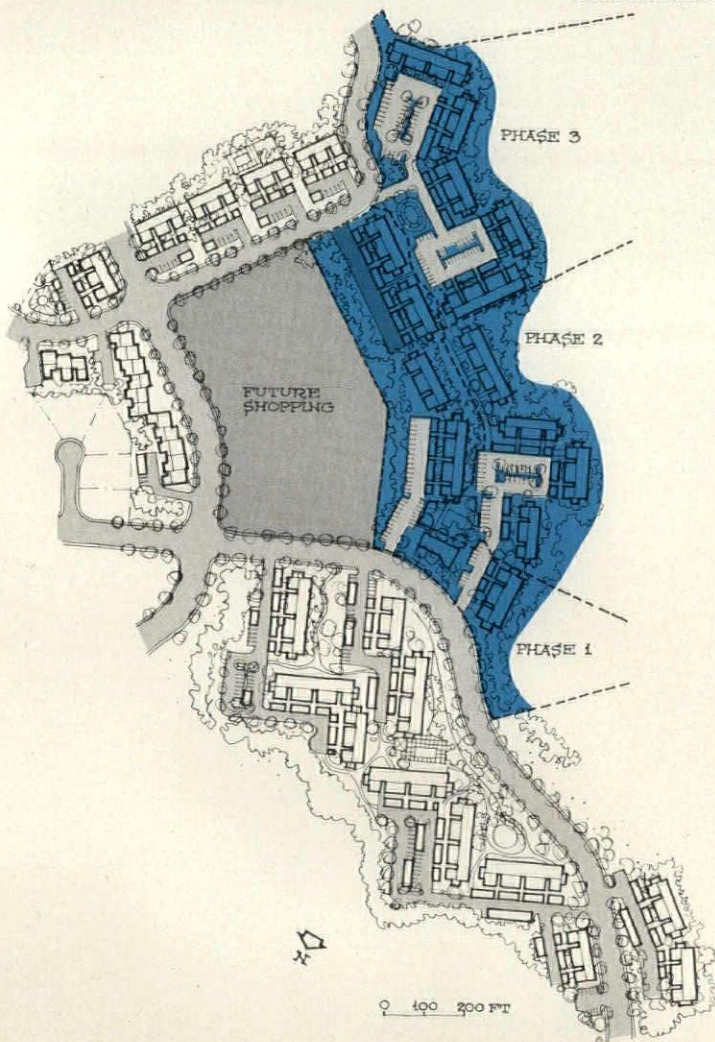 PHASE 3
PHASE 2
FUTURE
SHOPPING
PHASE 1
N
0 100 200 FT